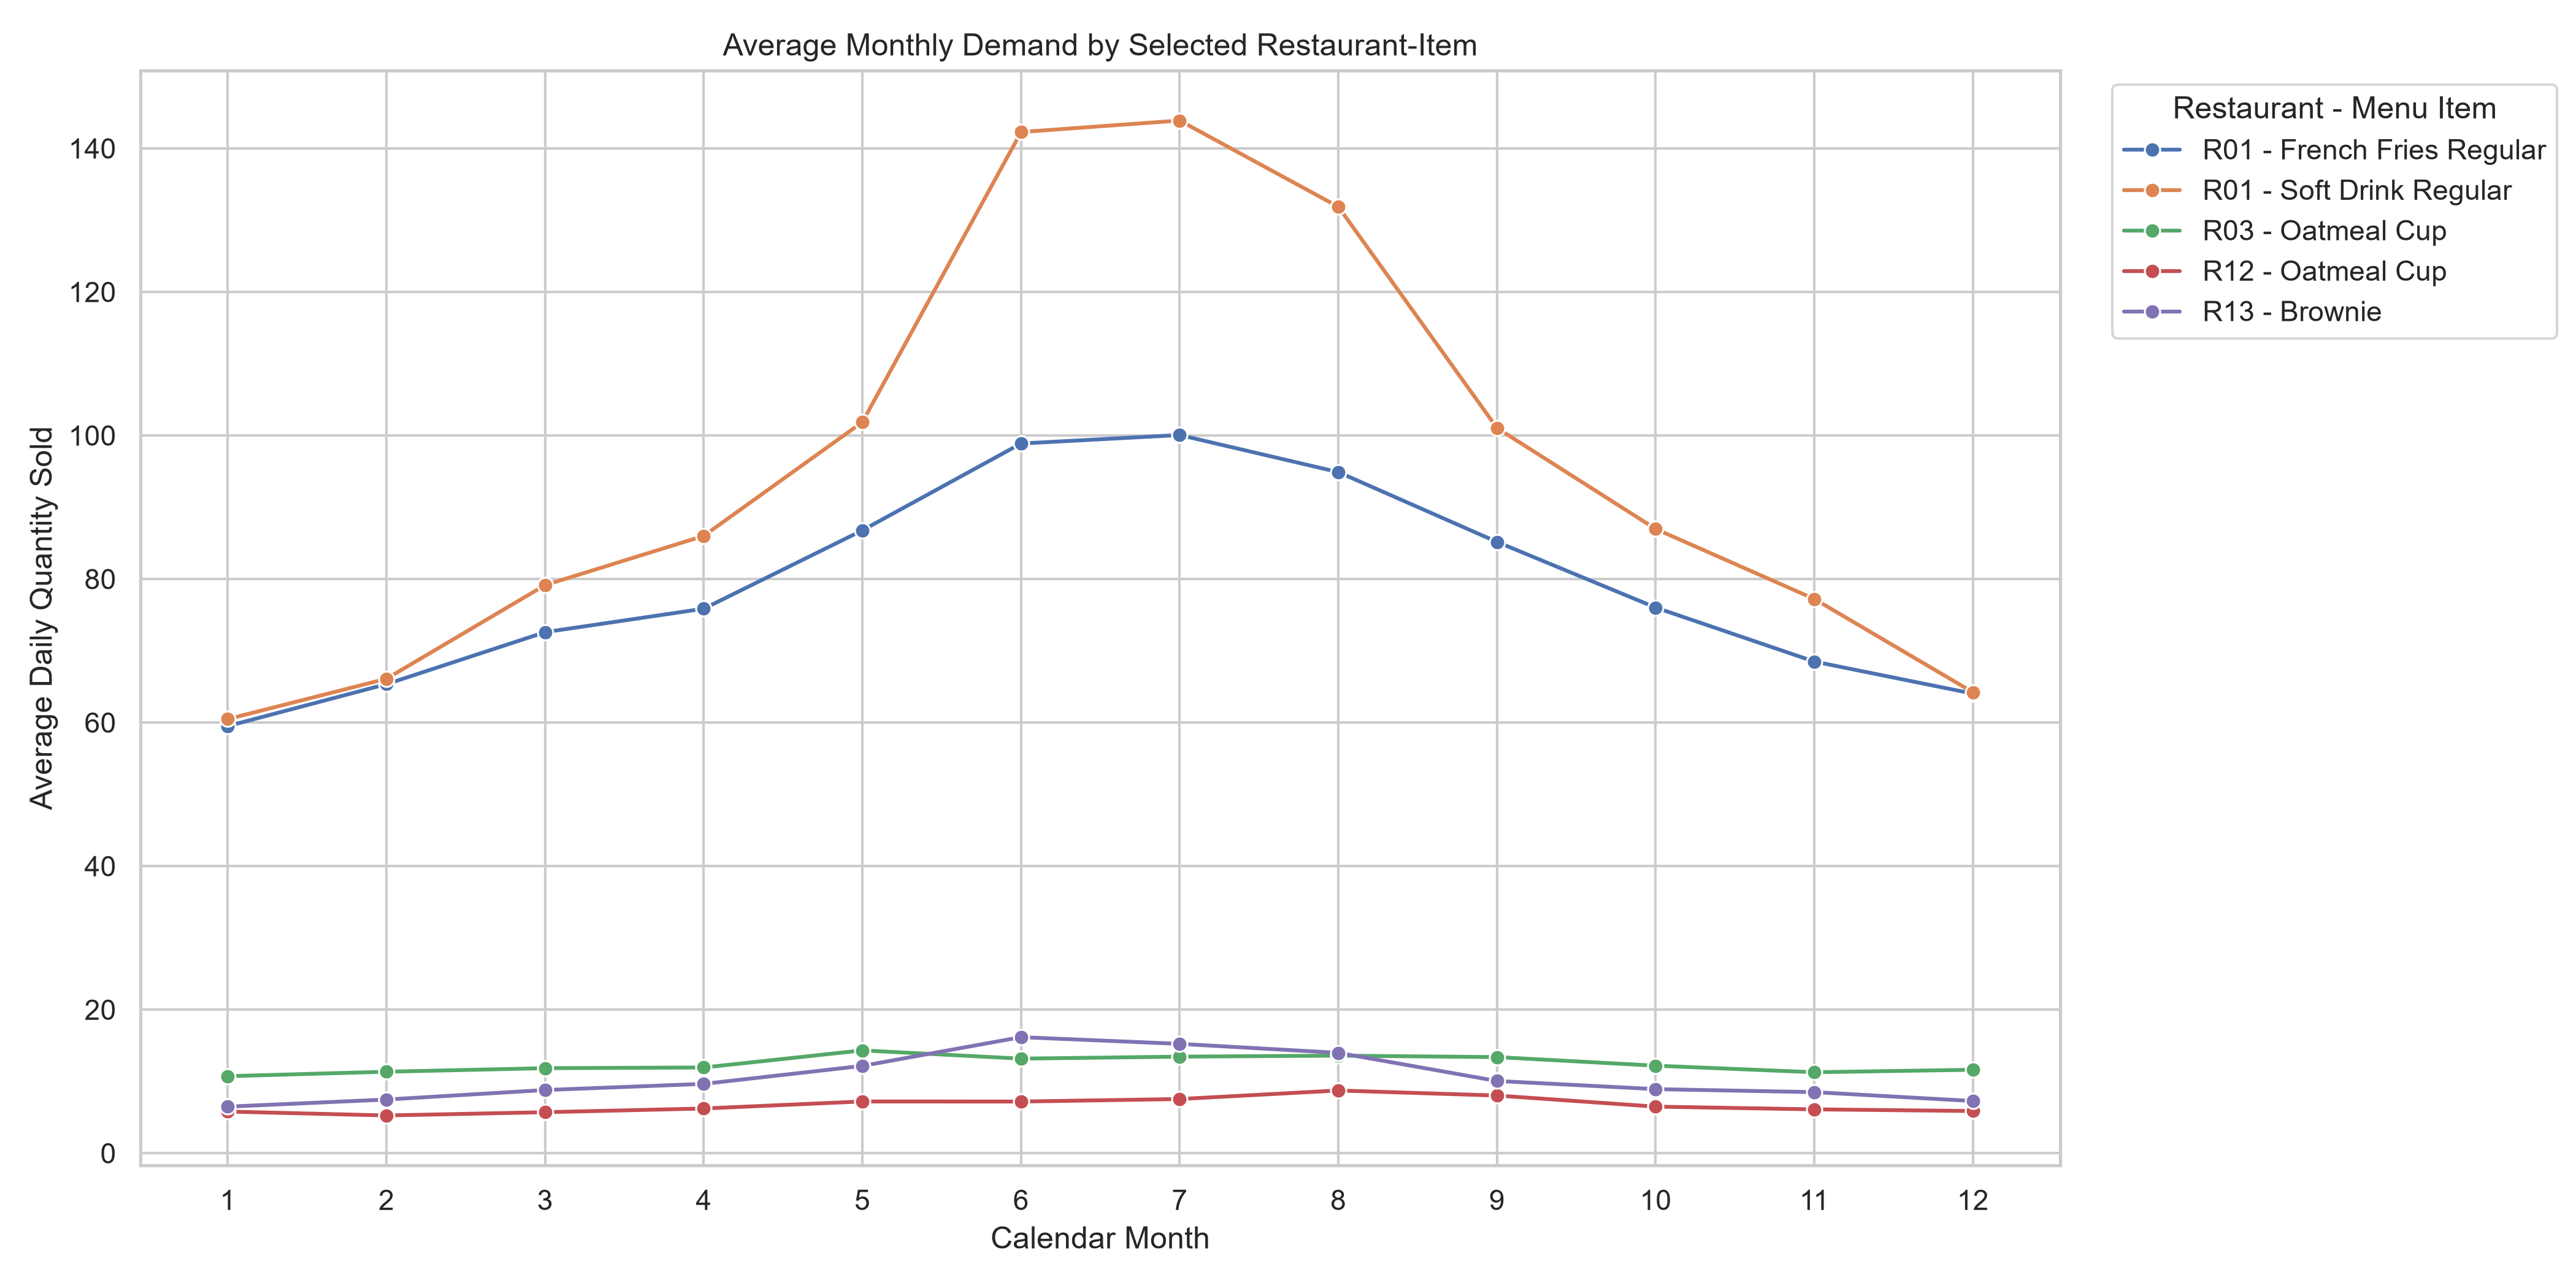 Average Monthly Demand by Selected Restaurant-Item
Average Daily Quantity Sold
140
120
100
80
60
40
20
0
1 2 3 4 5 6 7 8 9 10 11 12
Calendar Month
Restaurant - Menu Item
R01 - French Fries Regular
R01 - Soft Drink Regular
R03 - Oatmeal Cup
R12 - Oatmeal Cup
R13 - Brownie